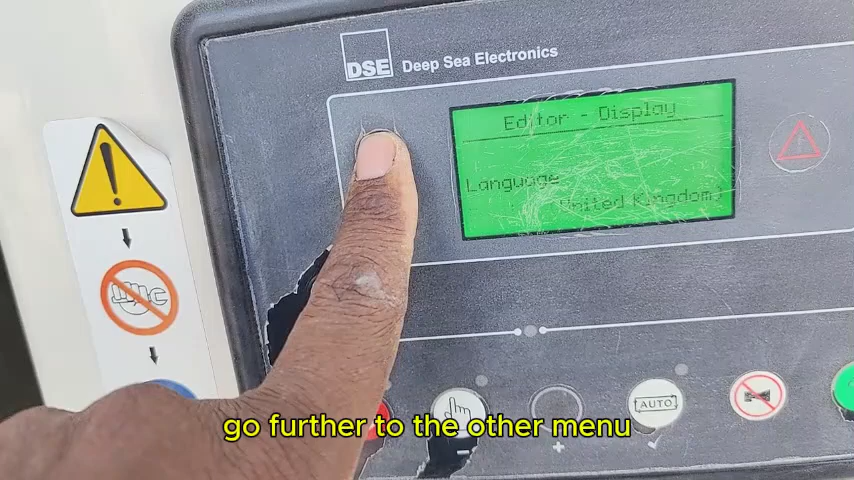 DSE Deep Sea Electronics
Editor - Display
Language
United Kingdom)
AUTO
go further to the other menu